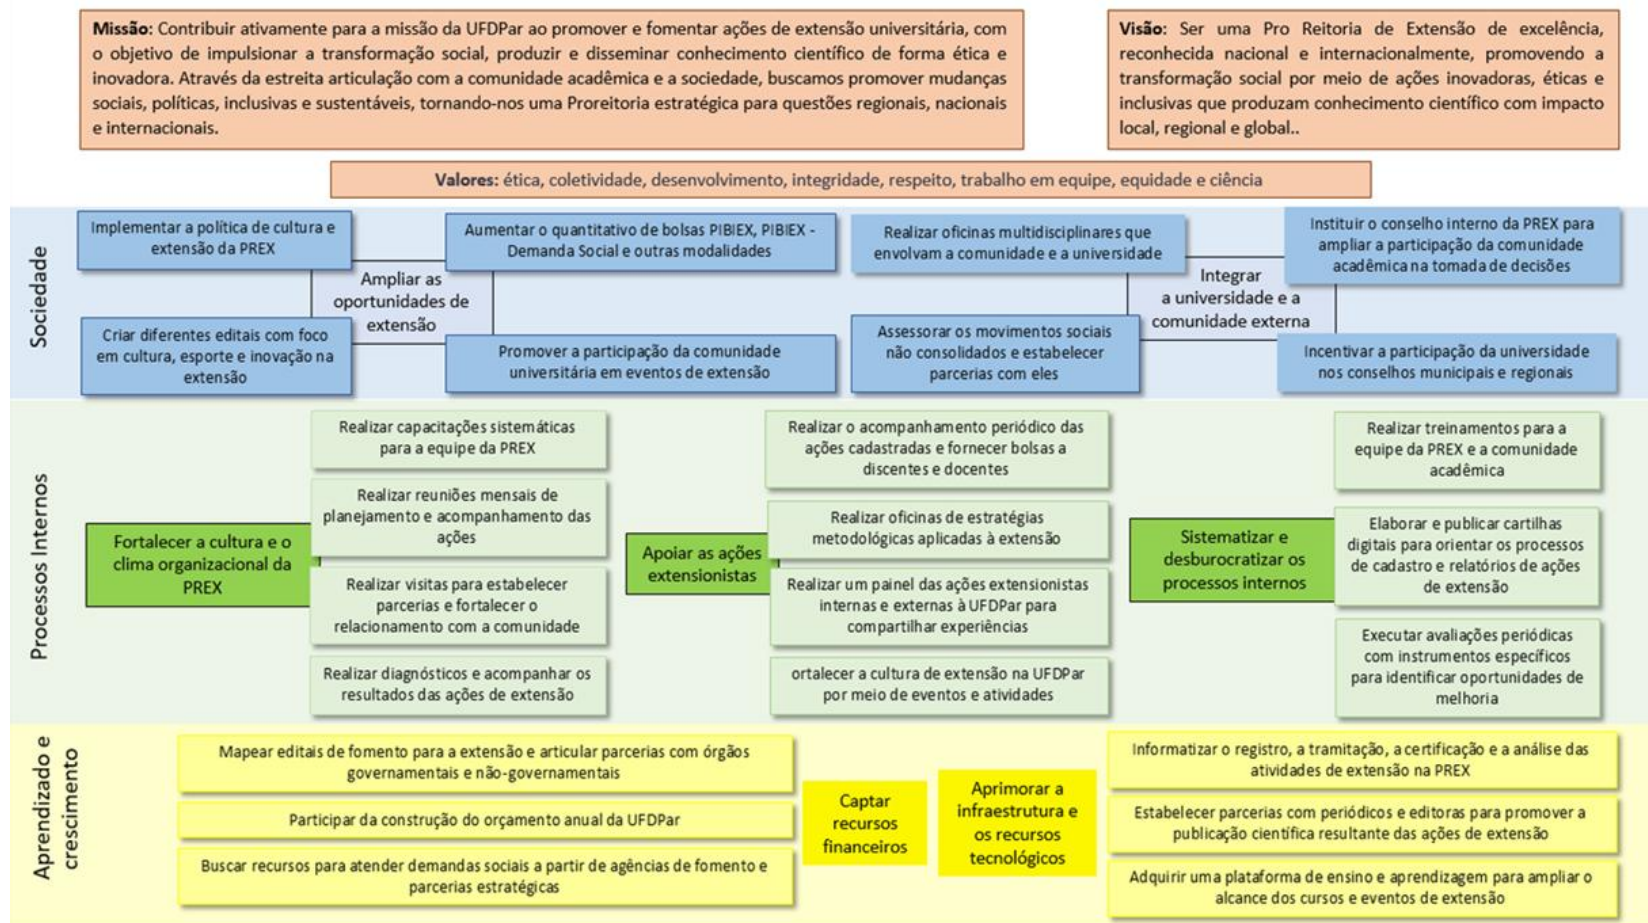 Missão: Contribuir ativamente para a missão da UFDPar ao promover e fomentar ações de extensão universitária, com
o objetivo de impulsionar a transformação social, produzir e disseminar conhecimento científico de forma ética e
inovadora. Através da estreita articulação com a comunidade acadêmica e a sociedade, buscamos promover mudanças
sociais, políticas, inclusivas e sustentáveis, tornando-nos uma Proreitoria estratégica para questões regionais, nacionais
e internacionais.
Visão: Ser uma Pro Reitoria de Extensão de excelência,
reconhecida nacional e internacionalmente, promovendo a
transformação social por meio de ações inovadoras, éticas e
inclusivas que produzam conhecimento científico com impacto
local, regional e global..
Valores: ética, coletividade, desenvolvimento, integridade, respeito, trabalho em equipe, equidade e ciência
Sociedade
Implementar a política de cultura e
extensão da PREX
Aumentar o quantitativo de bolsas PIBIEX, PIBIEX -
Demanda Social e outras modalidades
Ampliar as
oportunidades de
extensão
Criar diferentes editais com foco
em cultura, esporte e inovação na
extensão
Promover a participação da comunidade
universitária em eventos de extensão
Realizar oficinas multidisciplinares que
envolvam a comunidade e a universidade
Instituir o conselho interno da PREX para
ampliar a participação da comunidade
acadêmica na tomada de decisões
Integrar
a universidade e a
comunidade externa
Assessorar os movimentos sociais
não consolidados e estabelecer
parcerias com eles
Incentivar a participação da universidade
nos conselhos municipais e regionais
Processos Internos
Fortalecer a cultura e o
clima organizacional da
PREX
Realizar capacitações sistemáticas
para a equipe da PREX
Realizar reuniões mensais de
planejamento e acompanhamento das
ações
Realizar visitas para estabelecer
parcerias e fortalecer o
relacionamento com a comunidade
Realizar diagnósticos e acompanhar os
resultados das ações de extensão
Apoiar as ações
extensionistas
Realizar o acompanhamento periódico das
ações cadastradas e fornecer bolsas a
discentes e docentes
Realizar oficinas de estratégias
metodológicas aplicadas à extensão
Realizar um painel das ações extensionistas
internas e externas à UFDPar para
compartilhar experiências
ortalecer a cultura de extensão na UFDPar
por meio de eventos e atividades
Sistematizar e
desburocratizar os
processos internos
Realizar treinamentos para a
equipe da PREX e a comunidade
acadêmica
Elaborar e publicar cartilhas
digitais para orientar os processos
de cadastro e relatórios de ações
de extensão
Executar avaliações periódicas
com instrumentos específicos
para identificar oportunidades de
melhoria
Aprendizado e
crescimento
Mapear editais de fomento para a extensão e articular parcerias com órgãos
governamentais e não-governamentais
Participar da construção do orçamento anual da UFDPar
Buscar recursos para atender demandas sociais a partir de agências de fomento e
parcerias estratégicas
Captar
recursos
financeiros
Aprimorar a
infraestrutura e
os recursos
tecnológicos
Informatizar o registro, a tramitação, a certificação e a análise das
atividades de extensão na PREX
Estabelecer parcerias com periódicos e editoras para promover a
publicação científica resultante das ações de extensão
Adquirir uma plataforma de ensino e aprendizagem para ampliar o
alcance dos cursos e eventos de extensão